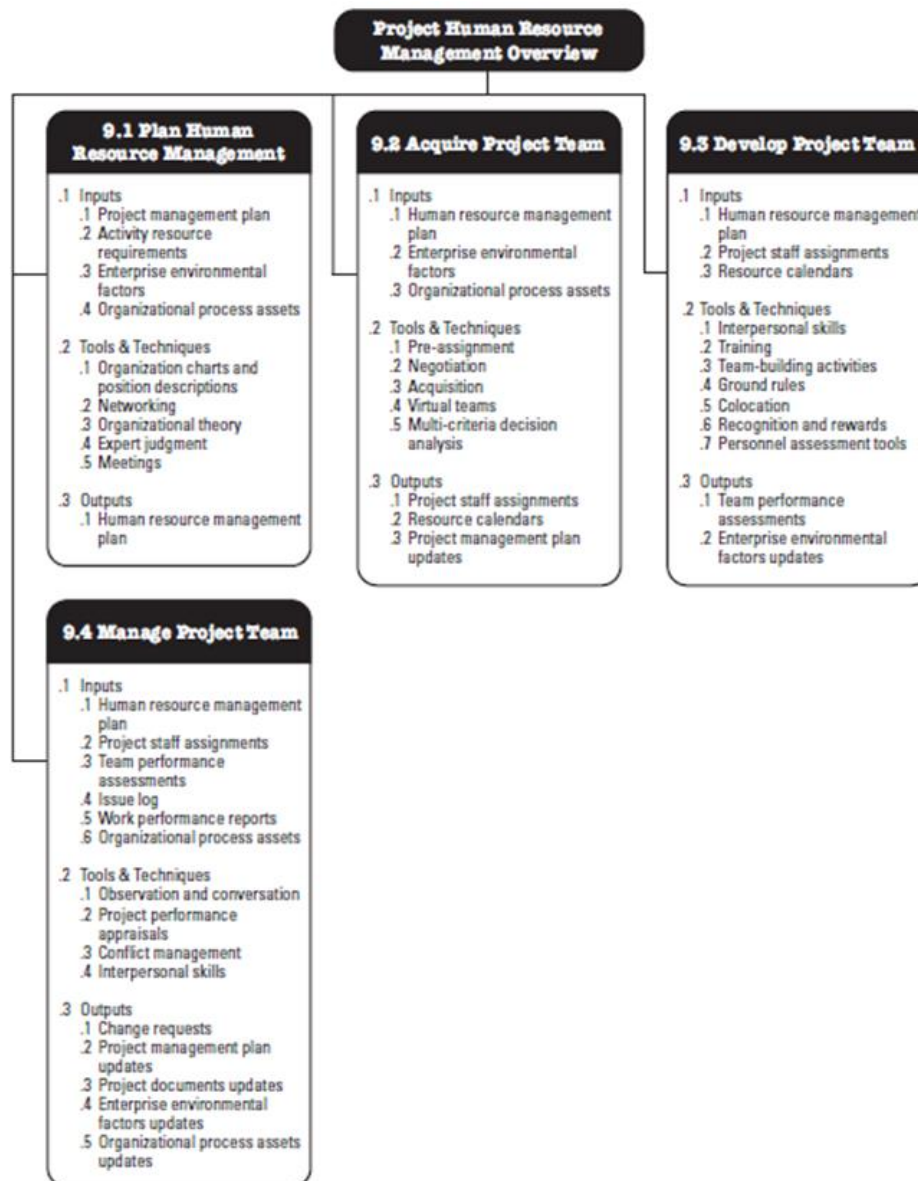 Project Human Resource
Management Overview
9.1 Plan Human
Resource Management
.1 Inputs
.1 Project management plan
.2 Activity resource
requirements
.3 Enterprise environmental
factors
.4 Organizational process assets
.2 Tools & Techniques
.1 Organization charts and
position descriptions
.2 Networking
.3 Organizational theory
.4 Expert judgment
.5 Meetings
.3 Outputs
.1 Human resource management
plan
9.2 Acquire Project Team
.1 Inputs
.1 Human resource management
plan
.2 Enterprise environmental
factors
.3 Organizational process assets
.2 Tools & Techniques
.1 Pre-assignment
.2 Negotiation
.3 Acquisition
.4 Virtual teams
.5 Multi-criteria decision
analysis
.3 Outputs
.1 Project staff assignments
.2 Resource calendars
.3 Project management plan
updates
9.3 Develop Project Team
.1 Inputs
.1 Human resource management
plan
.2 Project staff assignments
.3 Resource calendars
.2 Tools & Techniques
.1 Interpersonal skills
.2 Training
.3 Team-building activities
.4 Ground rules
.5 Colocation
.6 Recognition and rewards
.7 Personnel assessment tools
.3 Outputs
.1 Team performance
assessments
.2 Enterprise environmental
factors updates
9.4 Manage Project Team
.1 Inputs
.1 Human resource management
plan
.2 Project staff assignments
.3 Team performance
assessments
.4 Issue log
.5 Work performance reports
.6 Organizational process assets
.2 Tools & Techniques
.1 Observation and conversation
.2 Project performance
appraisals
.3 Conflict management
.4 Interpersonal skills
.3 Outputs
.1 Change requests
.2 Project management plan
updates
.3 Project documents updates
.4 Enterprise environmental
factors updates
.5 Organizational process assets
updates